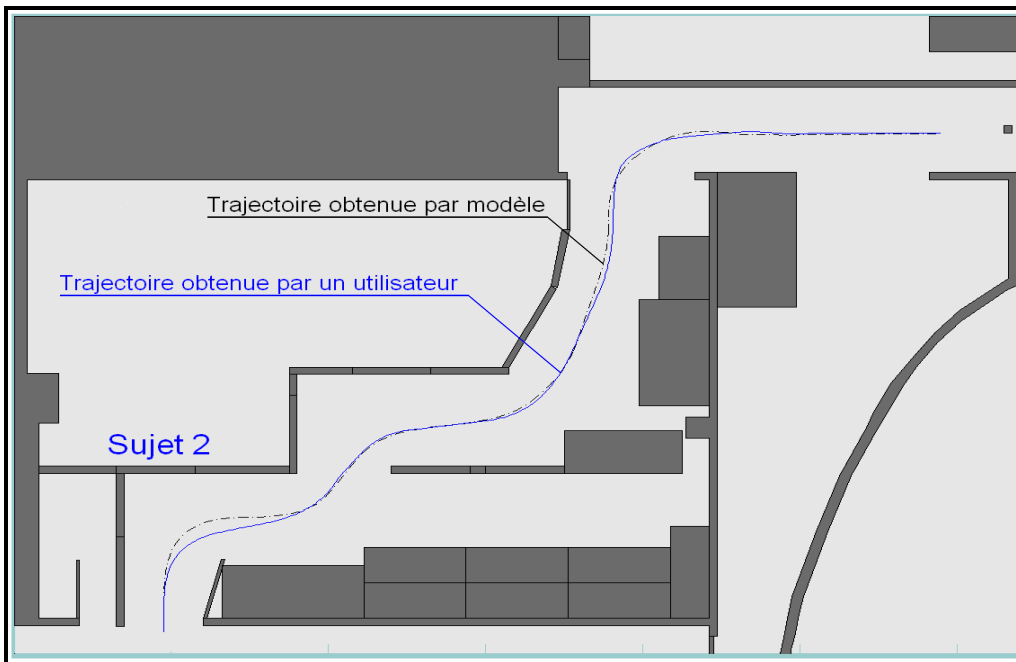 Trajectoire obtenue par modèle
Trajectoire obtenue par un utilisateur
Sujet 2